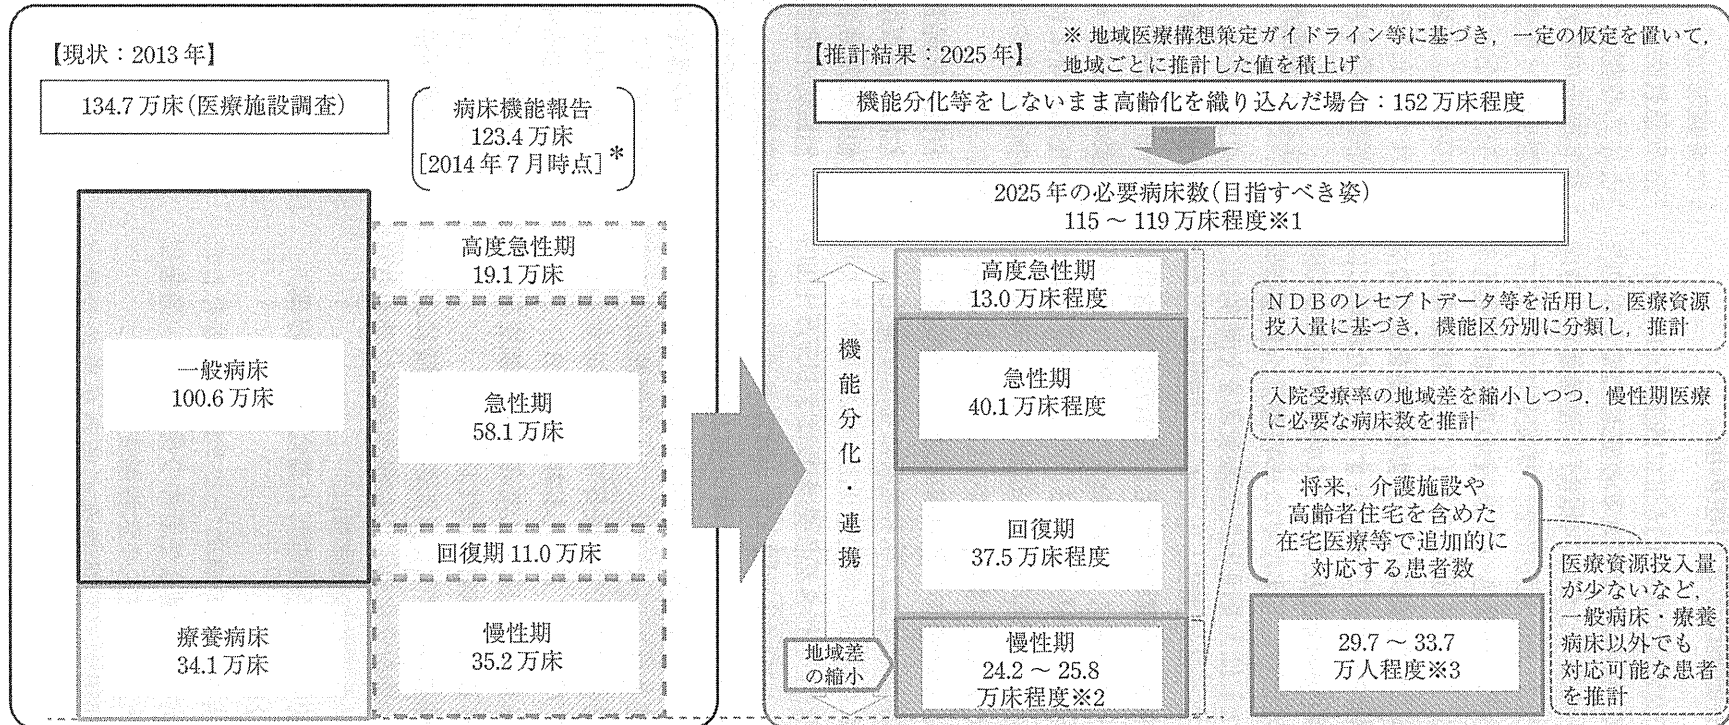 【現状：2013年】
134.7万床(医療施設調査)
病床機能報告
123.4万床
[2014年7月時点]*
一般病床
100.6万床
療養病床
34.1万床
高度急性期
19.1万床
急性期
58.1万床
回復期 11.0万床
慢性期
35.2万床
【推計結果：2025年】
※ 地域医療構想策定ガイドライン等に基づき，一定の仮定を置いて，
地域ごとに推計した値を積上げ
機能分化等をしないまま高齢化を織り込んだ場合：152万床程度
2025年の必要病床数(目指すべき姿)
115 ～ 119万床程度※1
機能分化・連携
地域差
の縮小
高度急性期
13.0万床程度
急性期
40.1万床程度
回復期
37.5万床程度
慢性期
24.2 ～ 25.8
万床程度※2
ＮＤＢのレセプトデータ等を活用し，医療資源
投入量に基づき，機能区分別に分類し，推計
入院受療率の地域差を縮小しつつ，慢性期医療
に必要な病床数を推計
将来，介護施設や
高齢者住宅を含めた
在宅医療等で追加的に
対応する患者数
29.7 ～ 33.7
万人程度※3
医療資源投入量
が少ないなど，
一般病床・療養
病床以外でも
対応可能な患者
を推計